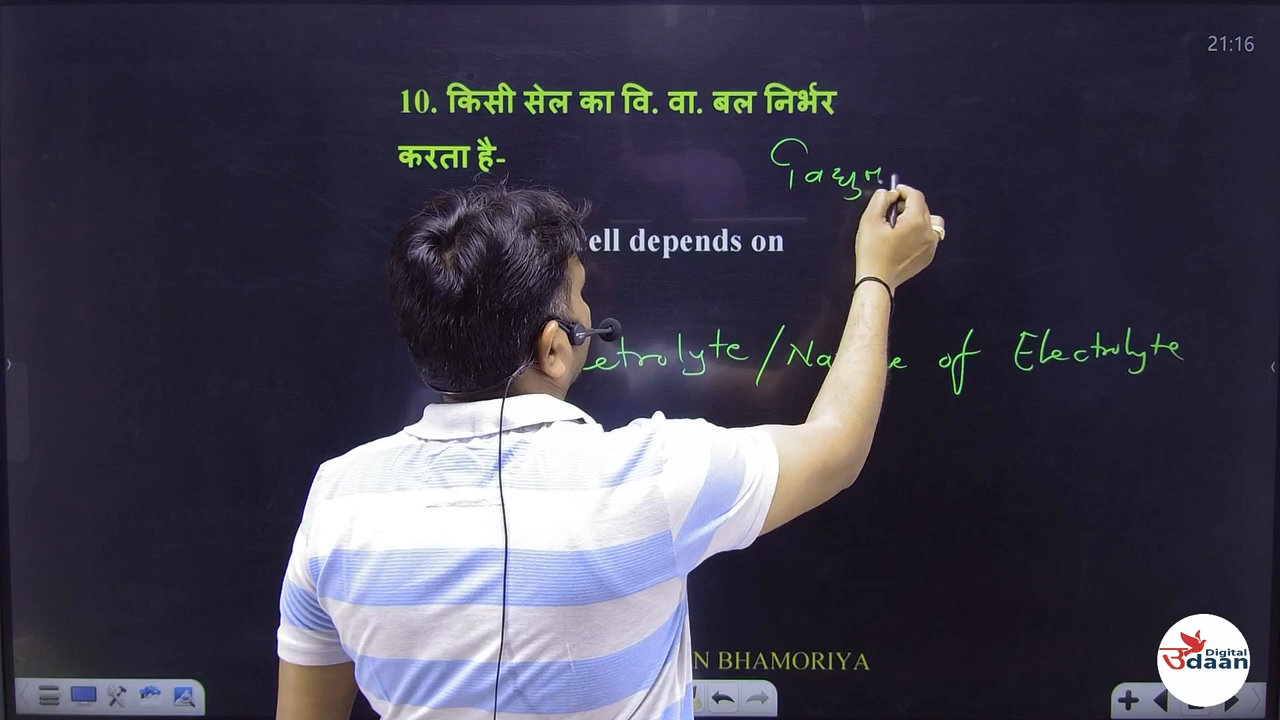 21:16
10. किसी सेल का वि. वा. बल निर्भर
करता है-
विद्युत
ell depends on
etrolyte / Na e of Electrolyte
N BHAMORIYA
Digital
उdaan